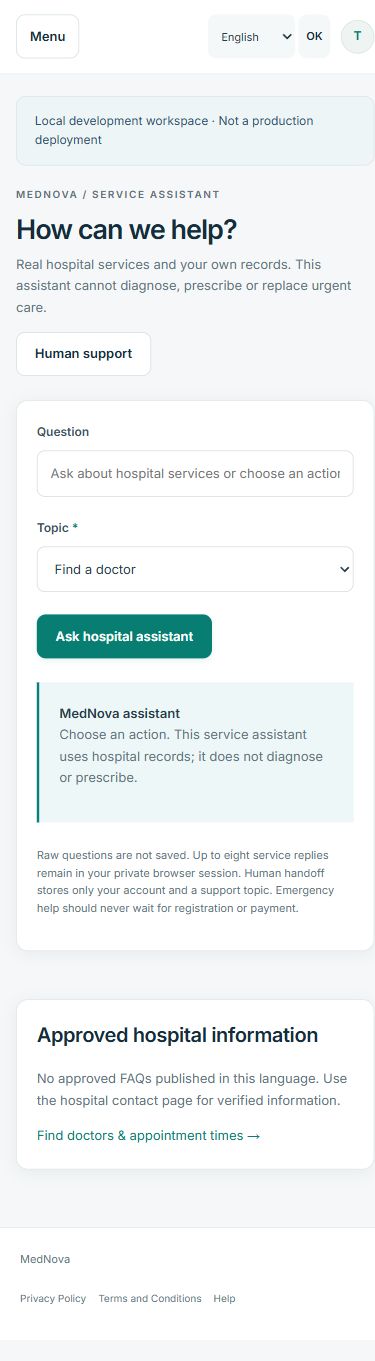 Menu
English
OK
T
Local development workspace · Not a production
deployment
MEDNOVA / SERVICE ASSISTANT
How can we help?
Real hospital services and your own records. This
assistant cannot diagnose, prescribe or replace urgent
care.
Human support
Question
Ask about hospital services or choose an action
Topic *
Find a doctor
Ask hospital assistant
MedNova assistant
Choose an action. This service assistant
uses hospital records; it does not diagnose
or prescribe.
Raw questions are not saved. Up to eight service replies
remain in your private browser session. Human handoff
stores only your account and a support topic. Emergency
help should never wait for registration or payment.
Approved hospital information
No approved FAQs published in this language. Use
the hospital contact page for verified information.
Find doctors & appointment times →
MedNova
Privacy Policy Terms and Conditions Help